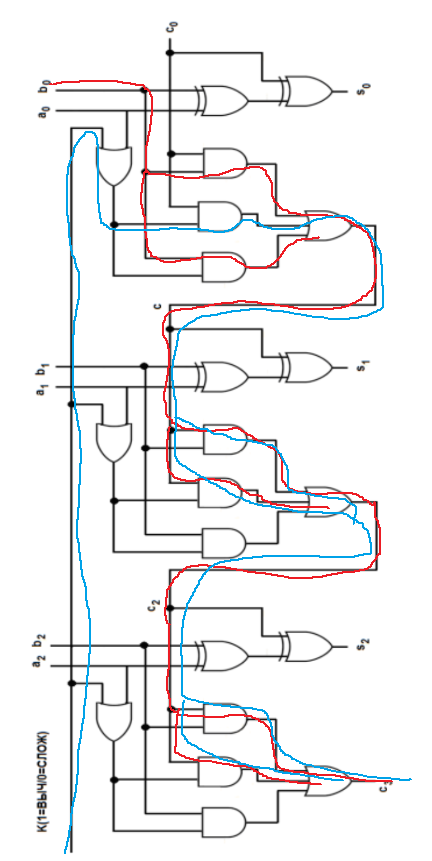 c₀
b₀
a₀
s₀
c
b₁
a₁
s₁
c₂
b₂
a₂
s₂
c₃
К(1=ВЫЧ/0=СЛОЖ)